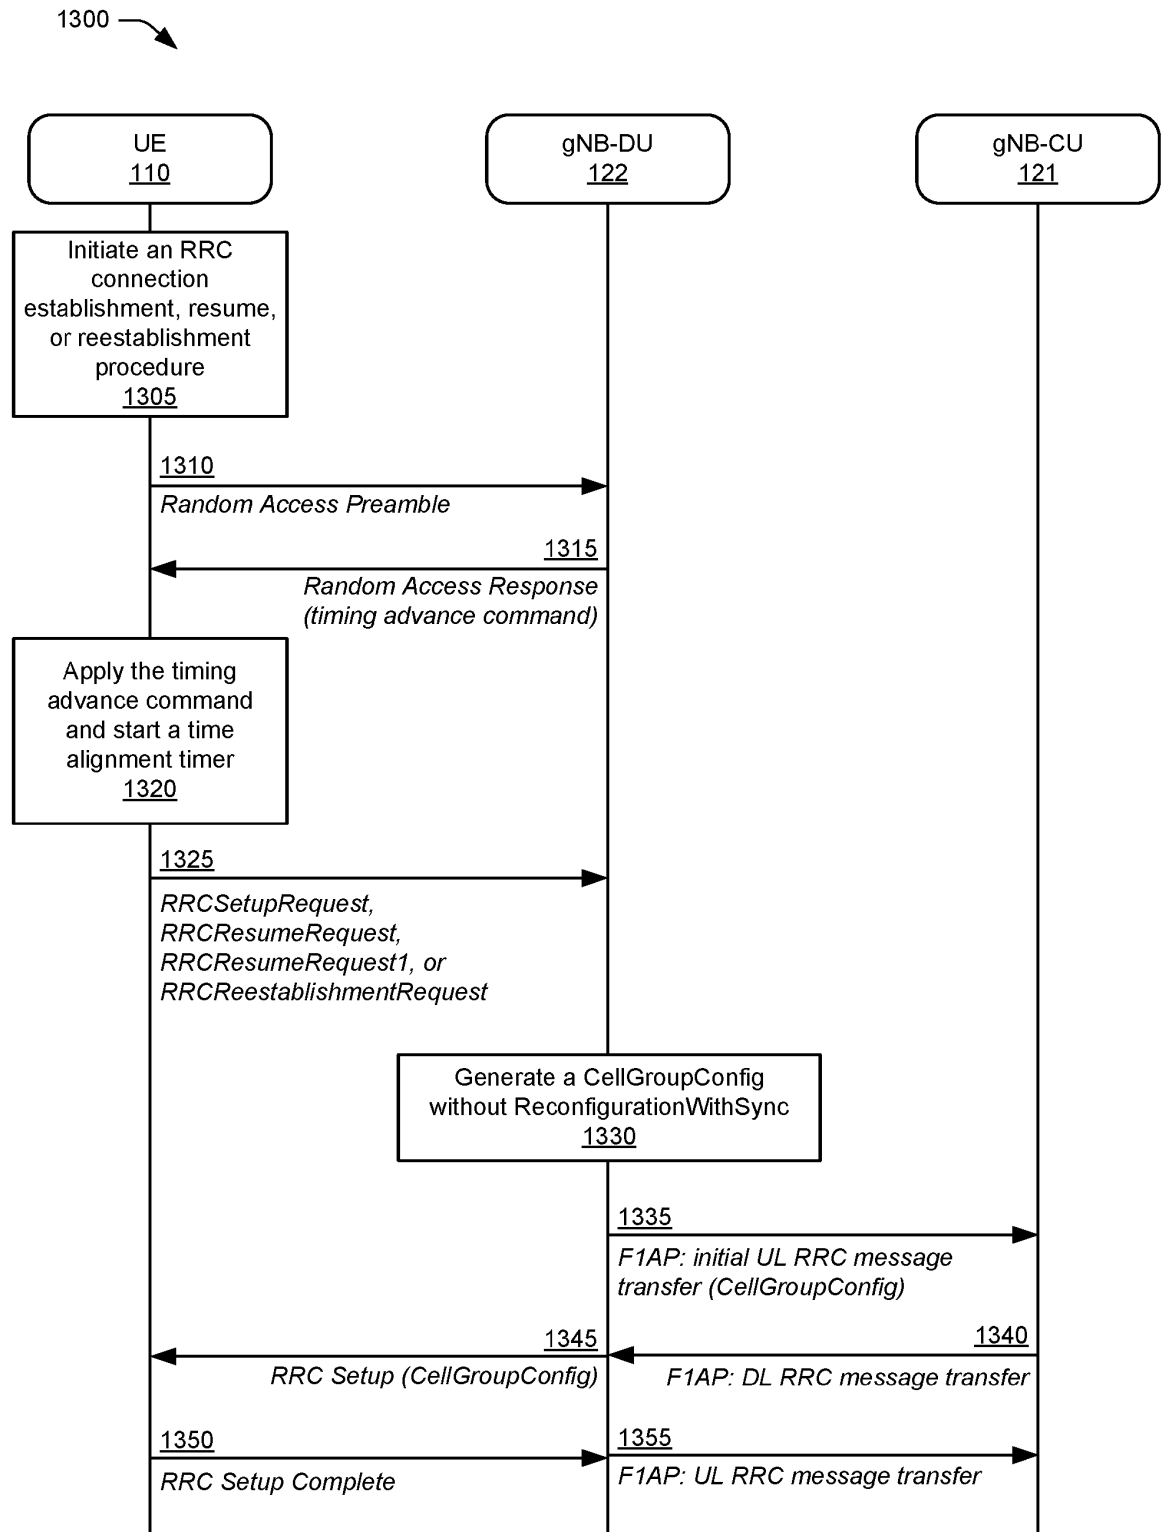 1300
UE
110
gNB-DU
122
gNB-CU
121
Initiate an RRC
connection
establishment, resume,
or reestablishment
procedure
1305
1310
Random Access Preamble
1315
Random Access Response
(timing advance command)
Apply the timing
advance command
and start a time
alignment timer
1320
1325
RRCSetupRequest,
RRCResumeRequest,
RRCResumeRequest1, or
RRCReestablishmentRequest
Generate a CellGroupConfig
without ReconfigurationWithSync
1330
1335
F1AP: initial UL RRC message
transfer (CellGroupConfig)
1340
F1AP: DL RRC message transfer
1345
RRC Setup (CellGroupConfig)
1350
RRC Setup Complete
1355
F1AP: UL RRC message transfer